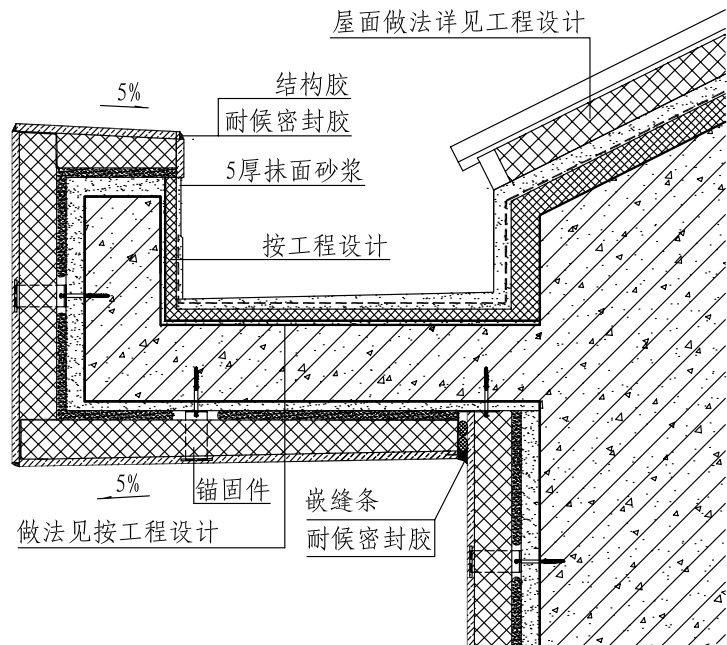 屋面做法详见工程设计
5%
结构胶
耐候密封胶
5厚抹面砂浆
按工程设计
5%
锚固件
嵌缝条
做法见按工程设计
耐候密封胶